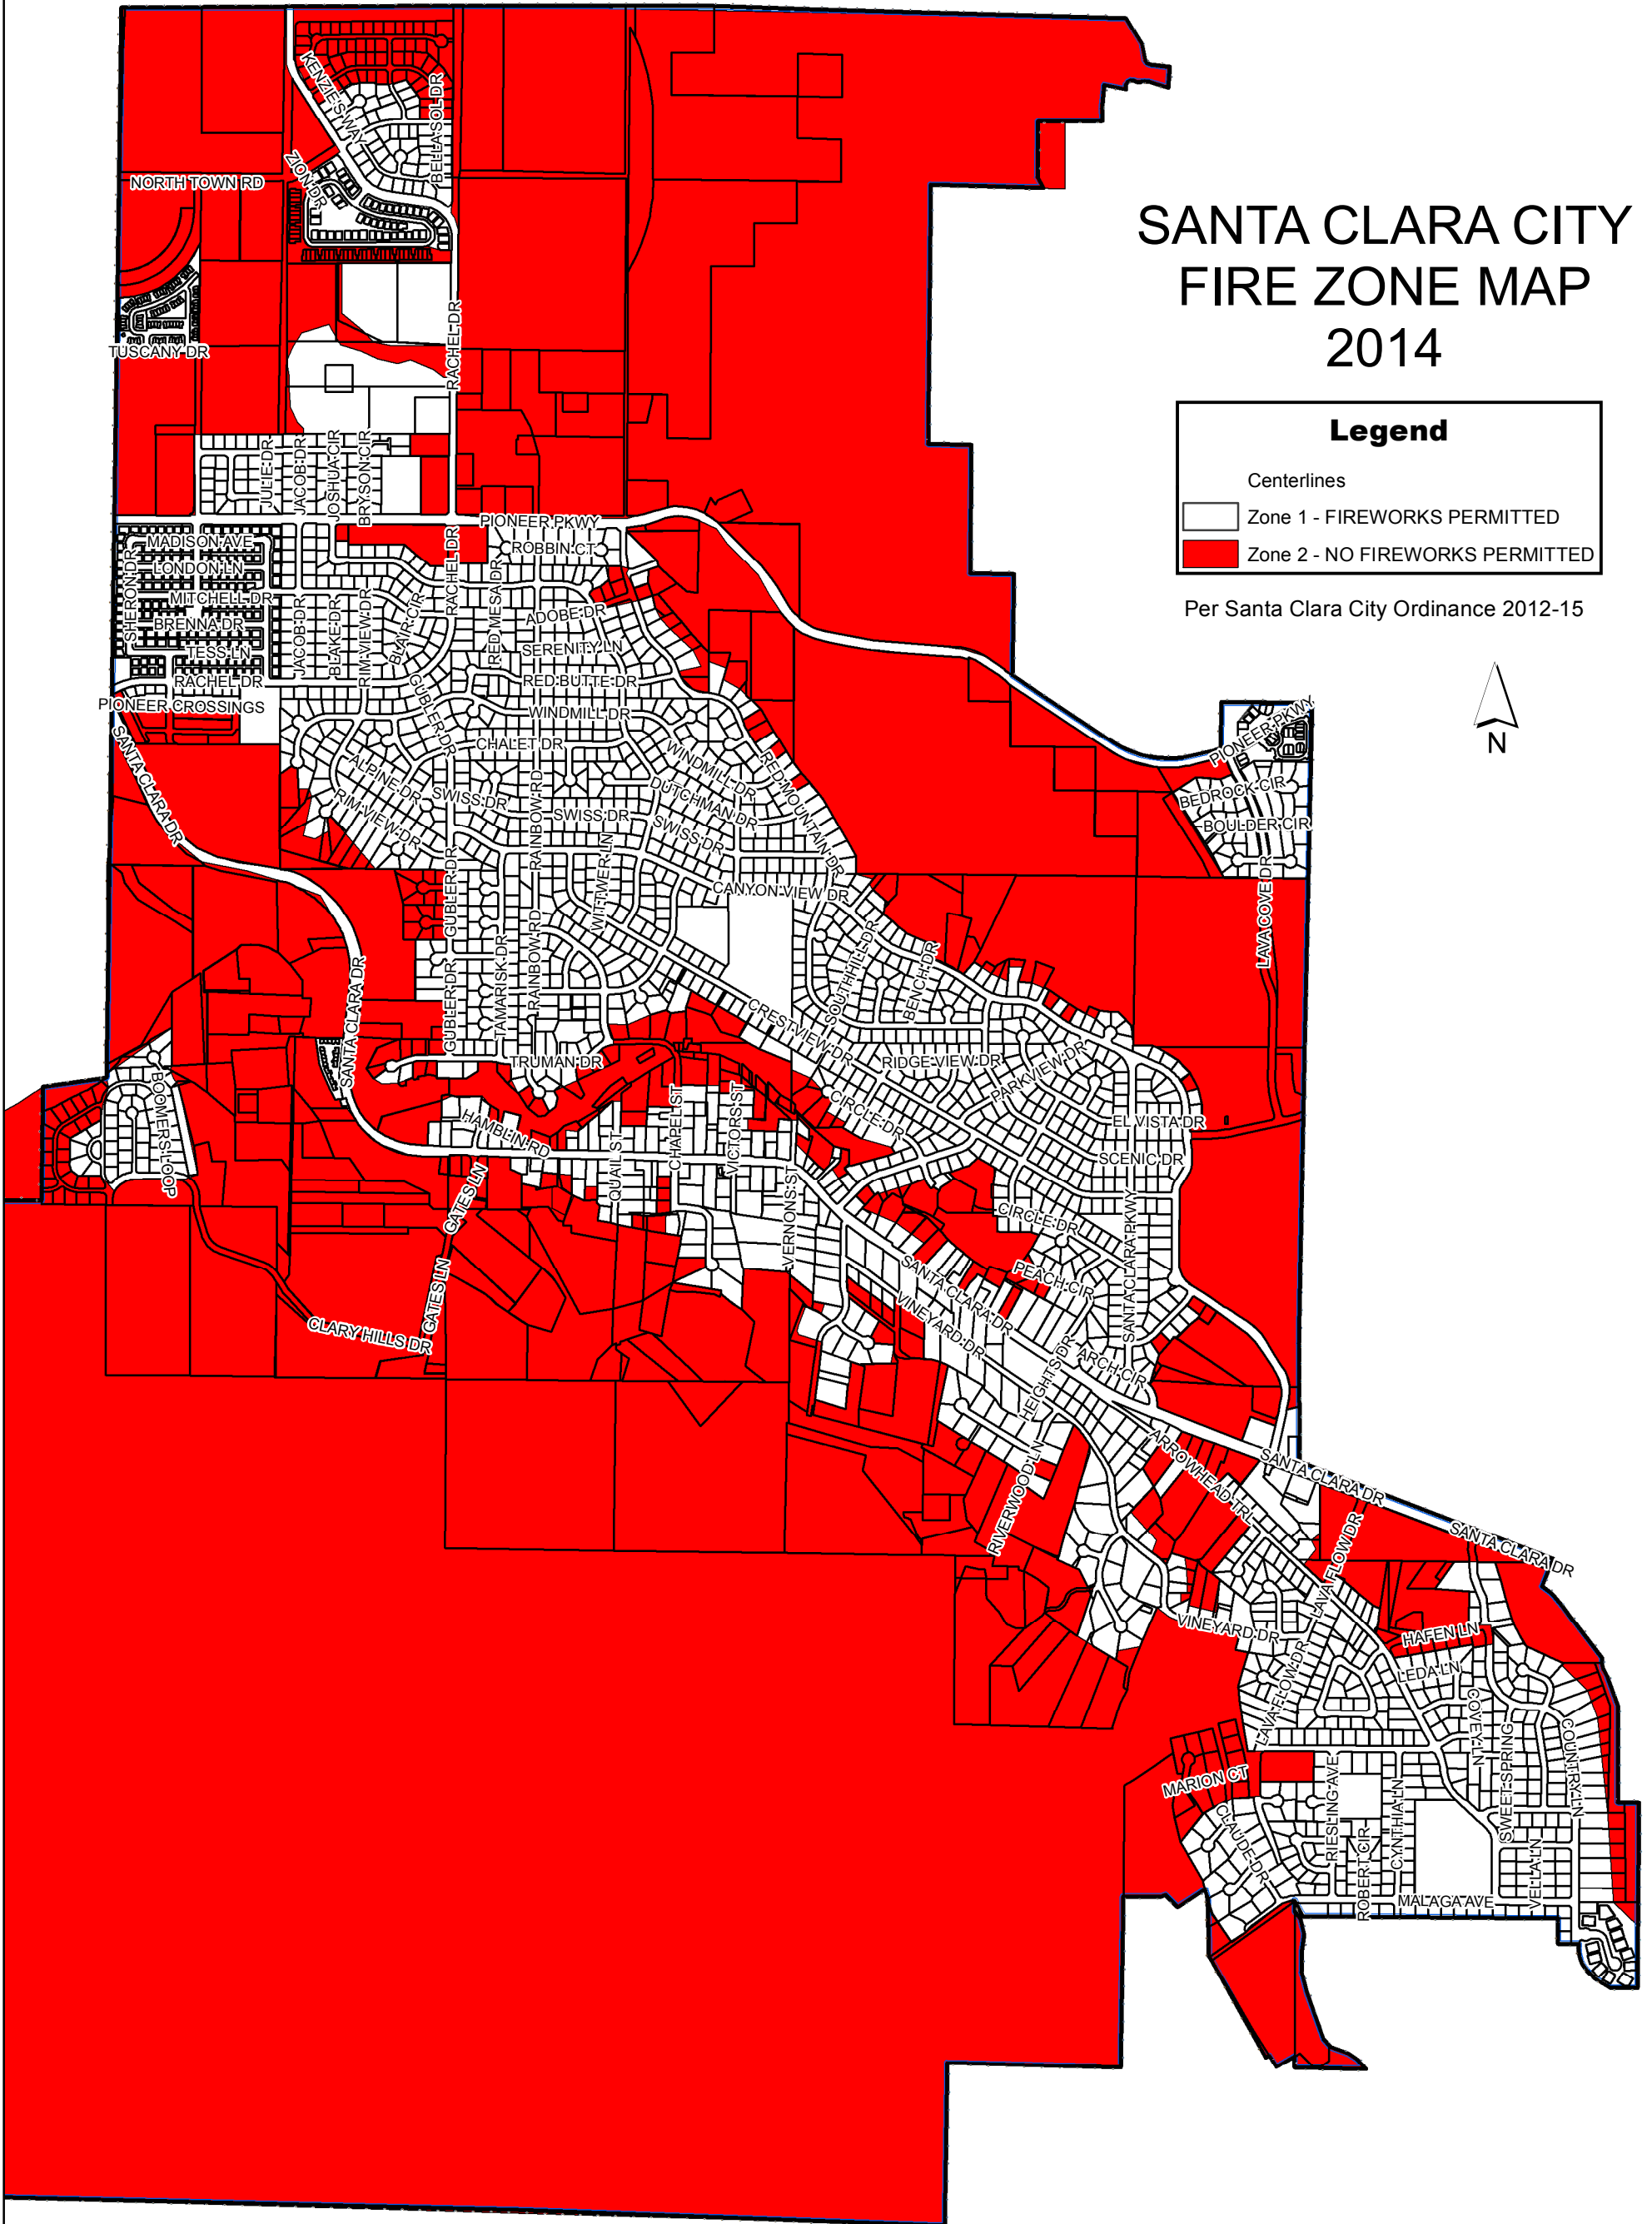 SANTA CLARA CITY
FIRE ZONE MAP
2014
Legend
Centerlines
Zone 1 - FIREWORKS PERMITTED
Zone 2 - NO FIREWORKS PERMITTED
Per Santa Clara City Ordinance 2012-15
N
KENZIE'S WAY
BELLA SOL DR
ZION DR
NORTH TOWN RD
TUSCANY DR
RACHEL DR
JULIE DR
JACOB DR
JOSHUA CIR
BRYSON CIR
PIONEER PKWY
ROBBIN CT
MADISON AVE
LONDON LN
MITCHELL DR
BRENNA DR
TESS LN
RACHEL DR
SHERON DR
JACOB DR
BLAKE DR
RIM VIEW DR
BLAIR CIR
RACHEL DR
RED MESA DR
ADOBE DR
SERENITY LN
RED BUTTE DR
WINDMILL DR
PIONEER CROSSINGS
SANTA CLARA DR
GUBLER DR
CHALET DR
ALPINE DR
RIM VIEW DR
SWISS DR
RAINBOW RD
SWISS DR
WINDMILL DR
DUTCHMAN DR
SWISS DR
RED MOUNTAIN DR
PIONEER PKWY
BEDROCK CIR
BOULDER CIR
LAVA COVE DR
GUBLER DR
WITTWER LN
CANYON VIEW DR
TAMARISK DR
RAINBOW RD
GUBLER DR
SANTA CLARA DR
SOUTH HILL DR
BENCH DR
CRESTVIEW DR
TRUMAN DR
RIDGE VIEW DR
PARKVIEW DR
CIRCLE DR
EL VISTA DR
SCENIC DR
BOOMERS LOOP
HAMBLIN RD
QUAIL ST
CHAPEL ST
VICTORS ST
VERNONS ST
GATES LN
GATES LN
CLARY HILLS DR
CIRCLE DR
SANTA CLARA PKWY
PEACH CIR
SANTA CLARA DR
VINEYARD DR
HEIGHTS DR
ARCH CIR
RIVERWOOD LN
ARROWHEAD TRL
SANTA CLARA DR
SANTA CLARA DR
LAVA FLOW DR
VINEYARD DR
HAFEN LN
LEDA LN
LAVA FLOW DR
COVEY LN
SWEET SPRING
COUNTRY LN
MARION CT
CLAUDE DR
RIESLING AVE
ROBERT CIR
CYNTHIA LN
VELLA LN
MALAGA AVE